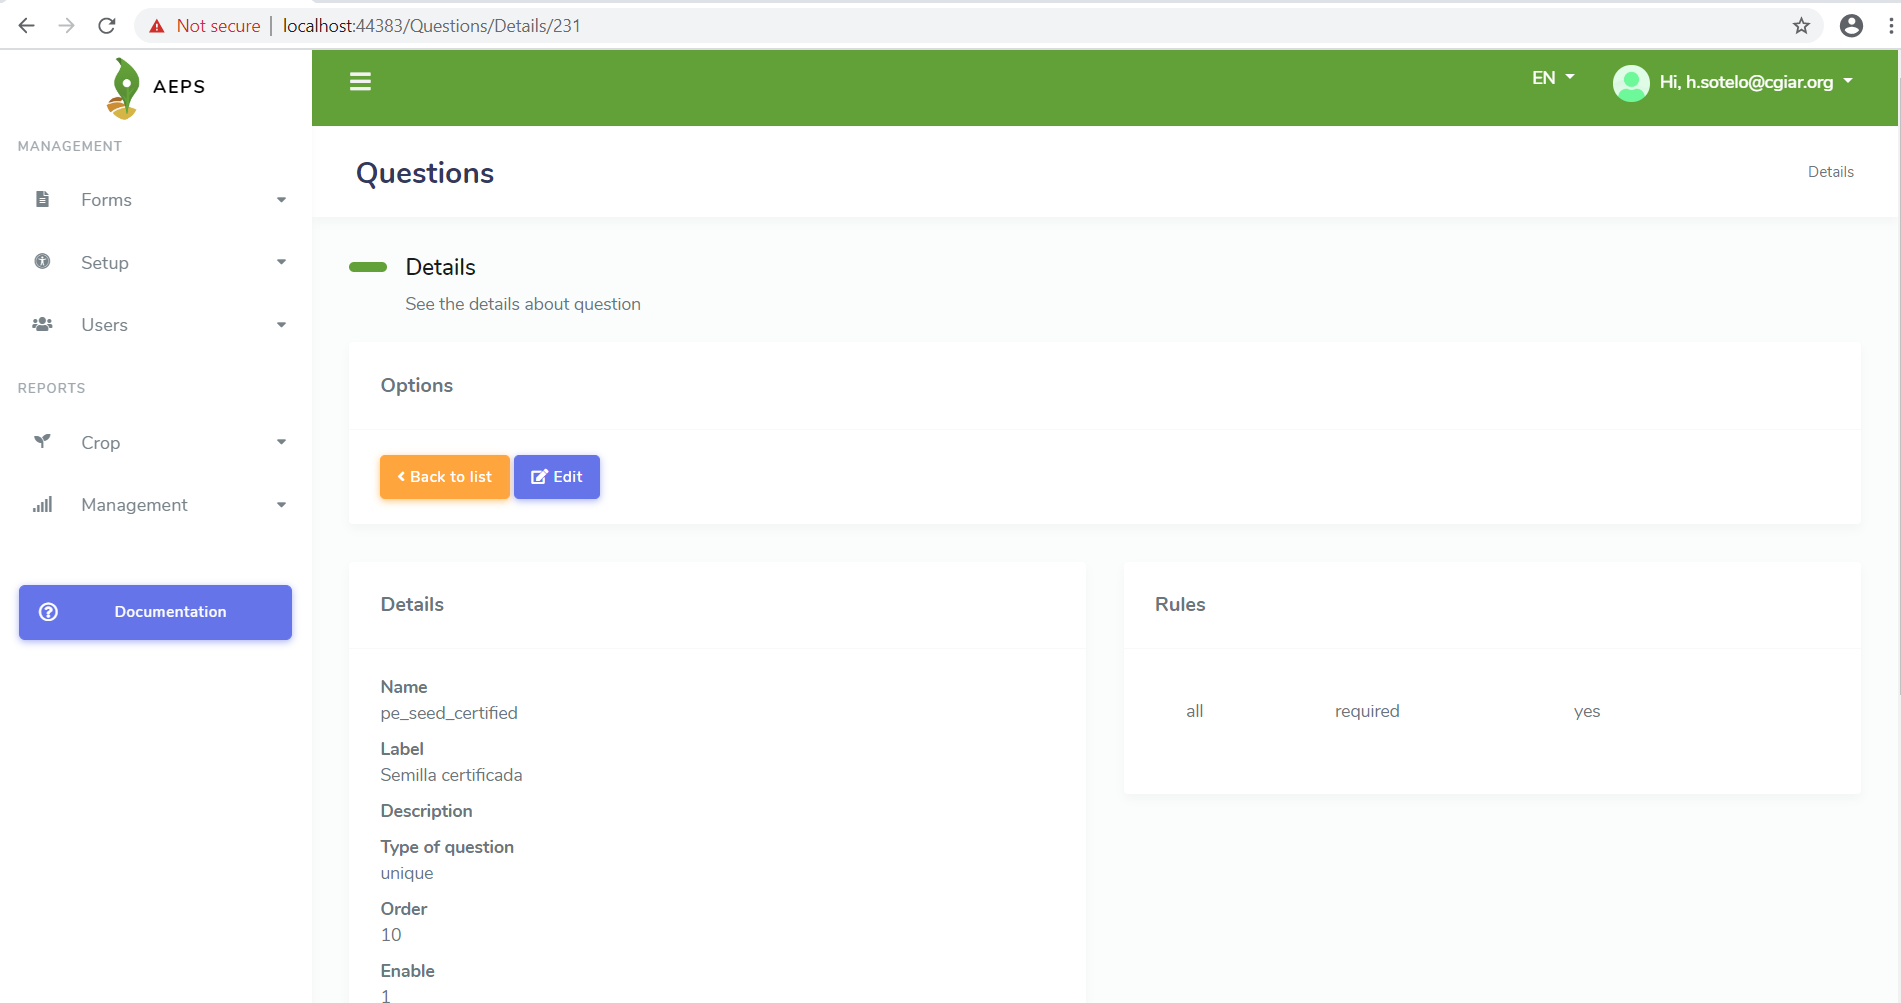 Not secure | localhost:44383/Questions/Details/231
AEPS
EN
Hi, h.sotelo@cgiar.org
MANAGEMENT
Forms
Setup
Users
REPORTS
Crop
Management
Documentation
Questions
Details
Details
See the details about question
Options
Back to list
Edit
Details
Name
pe_seed_certified
Label
Semilla certificada
Description
Type of question
unique
Order
10
Enable
1
Rules
all required yes